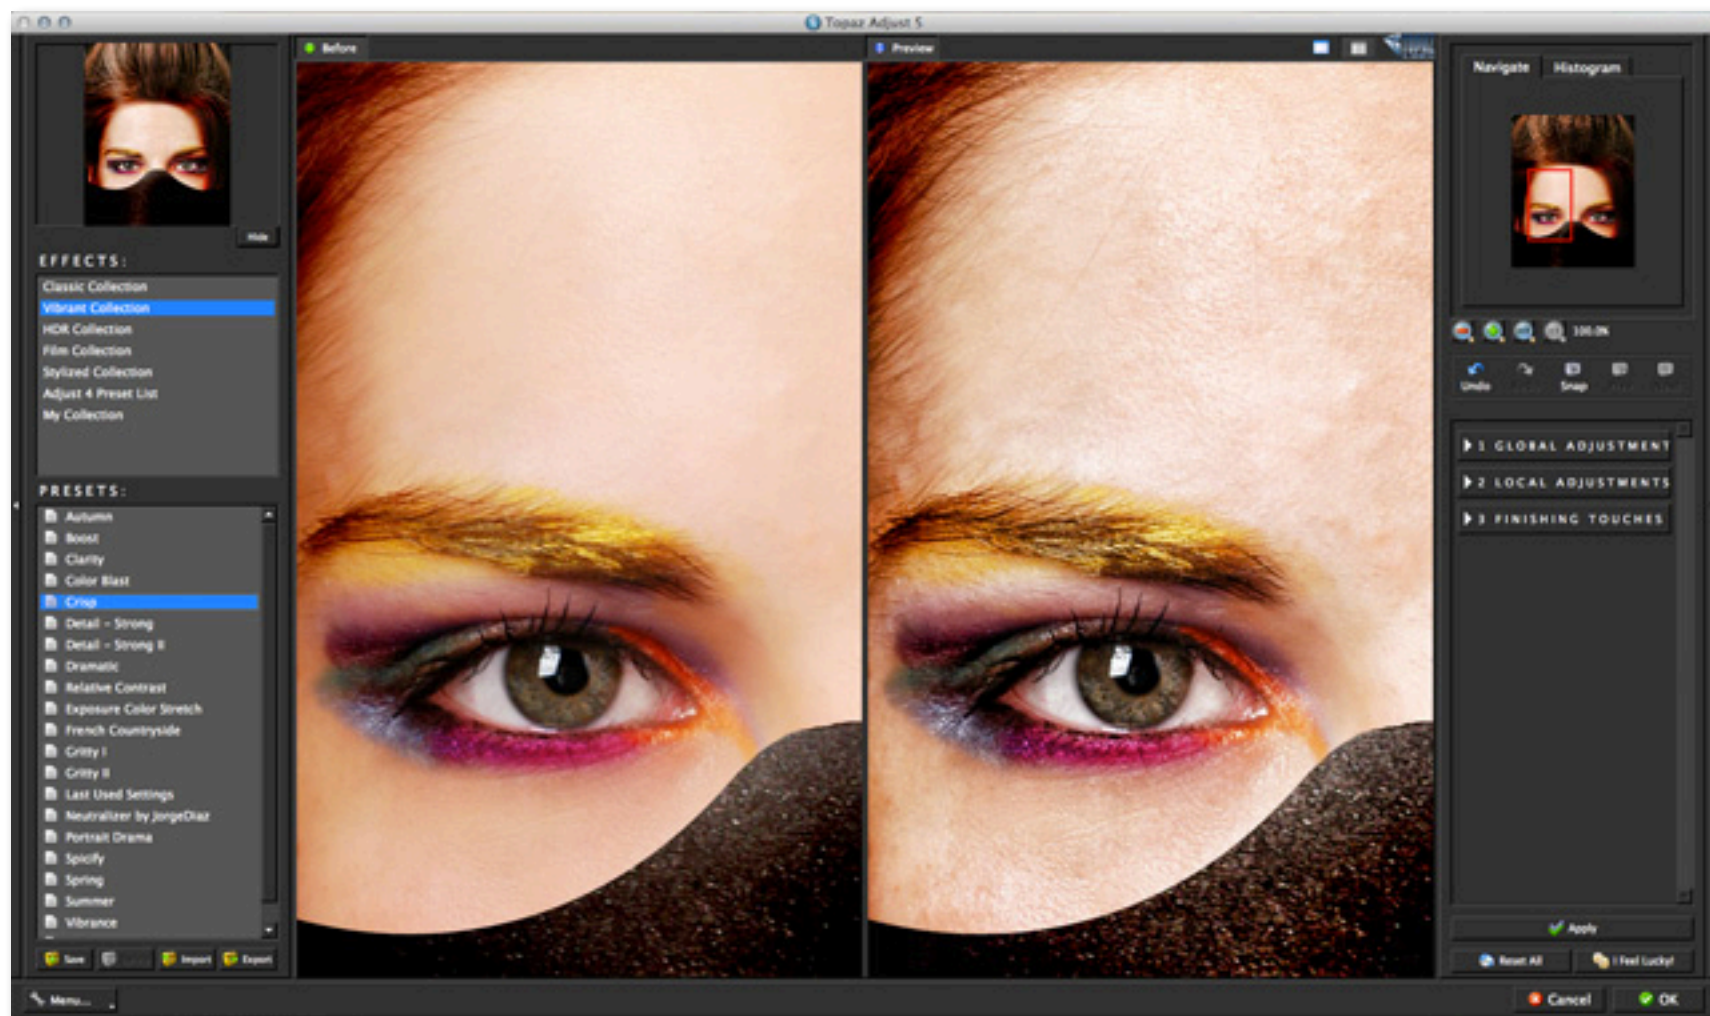 Topaz Adjust 5
Before
Preview
Navigate
Histogram
Hide
EFFECTS:
Classic Collection
Vibrant Collection
HDR Collection
Film Collection
Stylized Collection
Adjust 4 Preset List
My Collection
PRESETS:
Autumn
Boost
Clarity
Color Blast
Crisp
Detail - Strong
Detail - Strong II
Dramatic
Relative Contrast
Exposure Color Stretch
French Countryside
Gritty I
Gritty II
Last Used Settings
Neutralizer by JorgeDiaz
Portrait Drama
Spicify
Spring
Summer
Vibrance
Save
Import
Export
Menu...
100.0%
Undo
Snap
1 GLOBAL ADJUSTMENT
2 LOCAL ADJUSTMENTS
3 FINISHING TOUCHES
Apply
Reset All
I Feel Lucky!
Cancel
OK